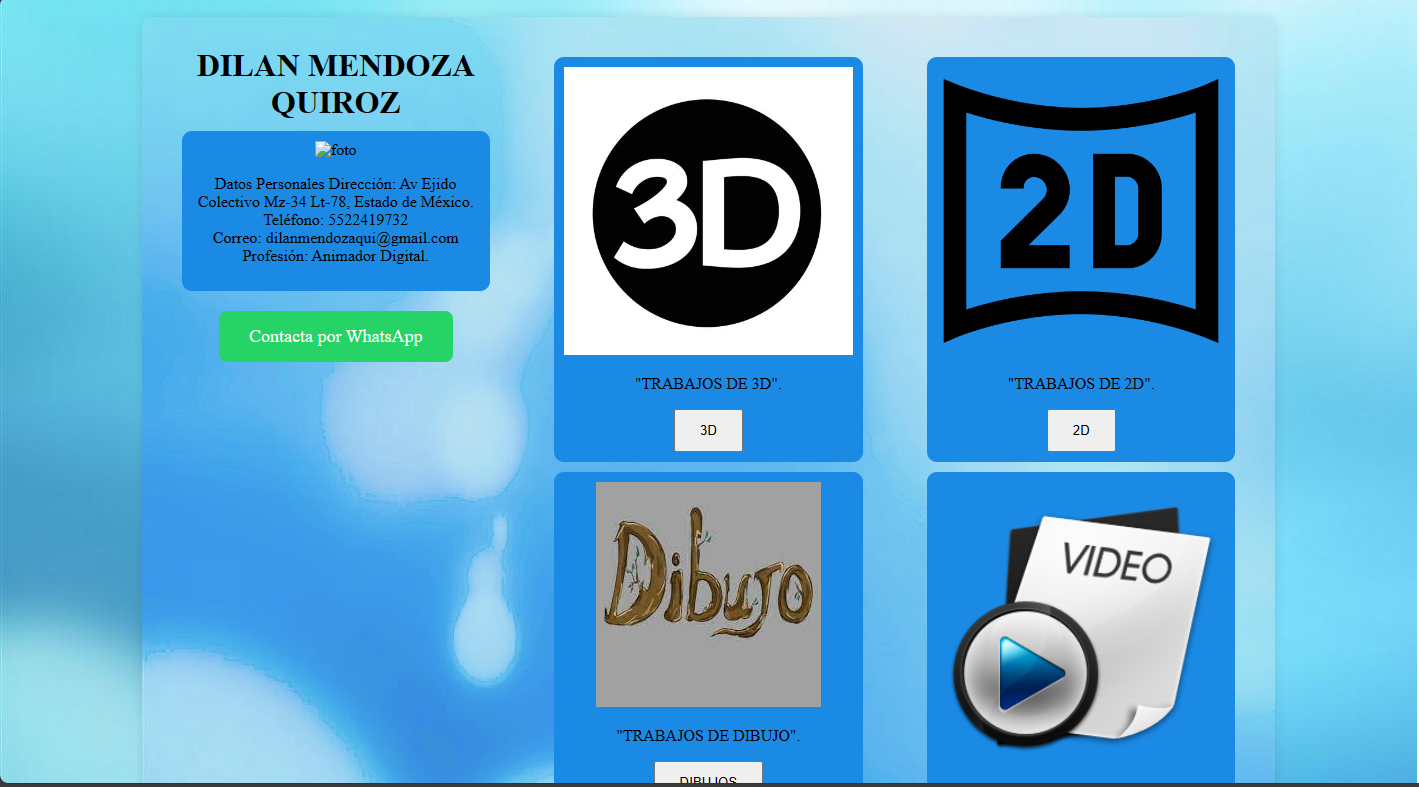 DILAN MENDOZA
QUIROZ
foto
Datos Personales Dirección: Av Ejido
Colectivo Mz-34 Lt-78, Estado de México.
Teléfono: 5522419732
Correo: dilanmendozaqui@gmail.com
Profesión: Animador Digital.
Contacta por WhatsApp
3D
"TRABAJOS DE 3D".
3D
2D
"TRABAJOS DE 2D".
2D
Dibujo
"TRABAJOS DE DIBUJO".
DIBUJOS
VIDEO